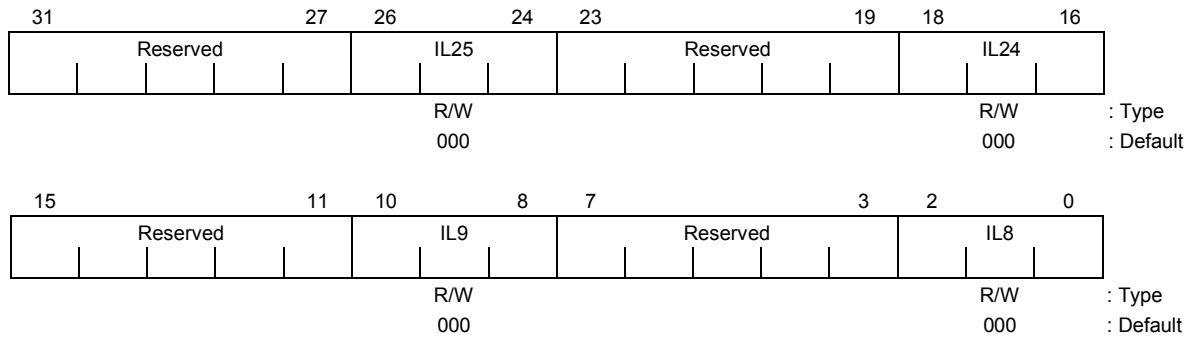 31 27 26 24 23 19 18 16
Reserved IL25 Reserved IL24
R/W R/W : Type
000 000 : Default
15 11 10 8 7 3 2 0
Reserved IL9 Reserved IL8
R/W R/W : Type
000 000 : Default